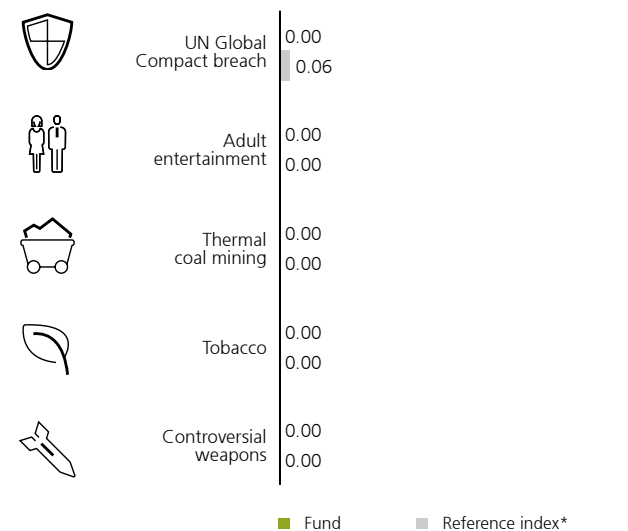 UN Global
Compact breach
0.00
0.06
Adult
entertainment
0.00
0.00
Thermal
coal mining
0.00
0.00
Tobacco
0.00
0.00
Controversial
weapons
0.00
0.00
Fund
Reference index*